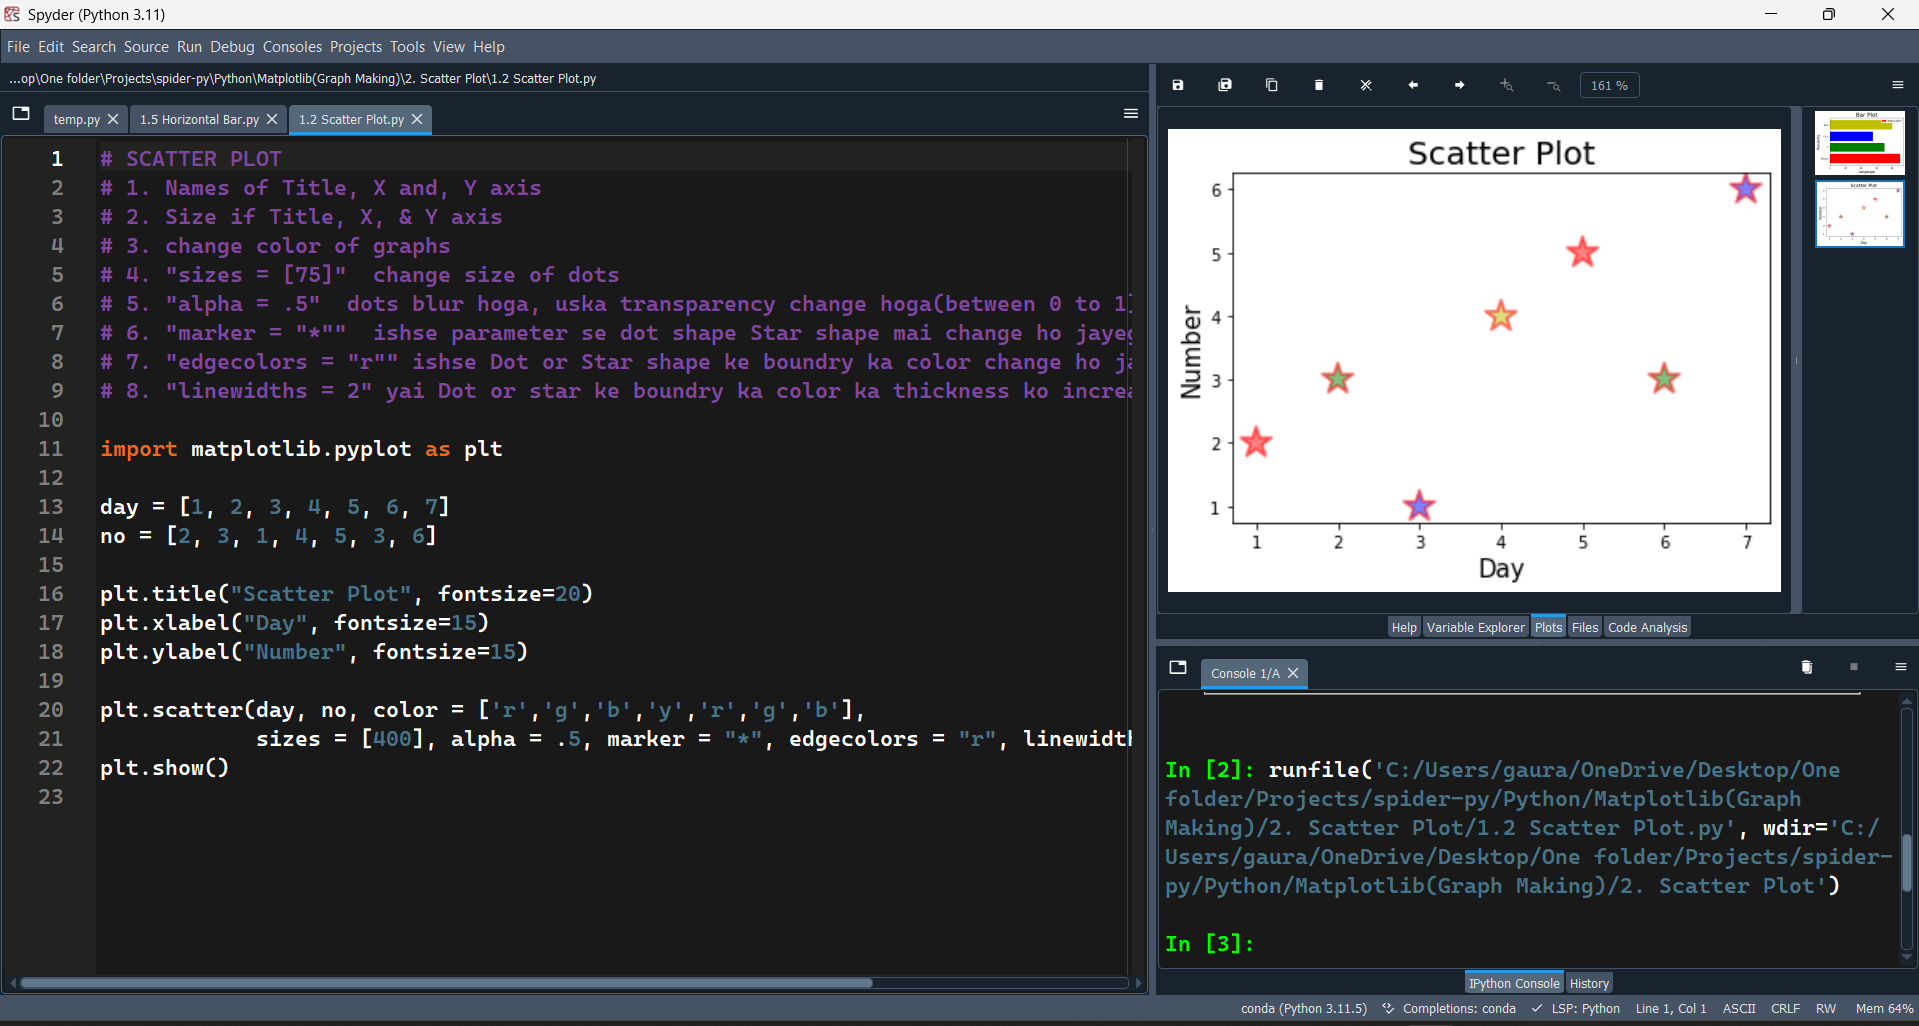 Spyder (Python 3.11)
File Edit Search Source Run Debug Consoles Projects Tools View Help
...op\One folder\Projects\spider-py\Python\Matplotlib(Graph Making)\2. Scatter Plot\1.2 Scatter Plot.py
temp.py 1.5 Horizontal Bar.py 1.2 Scatter Plot.py
1 # SCATTER PLOT
2 # 1. Names of Title, X and, Y axis
3 # 2. Size if Title, X, & Y axis
4 # 3. change color of graphs
5 # 4. "sizes = [75]"  change size of dots
6 # 5. "alpha = .5"  dots blur hoga, uska transparency change hoga(between 0 to 1)
7 # 6. "marker = "*""  ishse parameter se dot shape Star shape mai change ho jaye
8 # 7. "edgecolors = "r"" ishse Dot or Star shape ke boundry ka color change ho j
9 # 8. "linewidths = 2" yai Dot or star ke boundry ka color ka thickness ko increa
10
11 import matplotlib.pyplot as plt
12
13 day = [1, 2, 3, 4, 5, 6, 7]
14 no = [2, 3, 1, 4, 5, 3, 6]
15
16 plt.title("Scatter Plot", fontsize=20)
17 plt.xlabel("Day", fontsize=15)
18 plt.ylabel("Number", fontsize=15)
19
20 plt.scatter(day, no, color = ['r','g','b','y','r','g','b'],
21             sizes = [400], alpha = .5, marker = "*", edgecolors = "r", linewidt
22 plt.show()
23
161 %
Scatter Plot
Number
6
5
4
3
2
1
1 2 3 4 5 6 7
Day
Bar Plot
Scatter Plot
Day
Help Variable Explorer Plots Files Code Analysis
Console 1/A
In [2]: runfile('C:/Users/gaura/OneDrive/Desktop/One
folder/Projects/spider-py/Python/Matplotlib(Graph
Making)/2. Scatter Plot/1.2 Scatter Plot.py', wdir='C:/
Users/gaura/OneDrive/Desktop/One folder/Projects/spider-
py/Python/Matplotlib(Graph Making)/2. Scatter Plot')
In [3]:
IPython Console History
conda (Python 3.11.5) Completions: conda LSP: Python Line 1, Col 1 ASCII CRLF RW Mem 64%